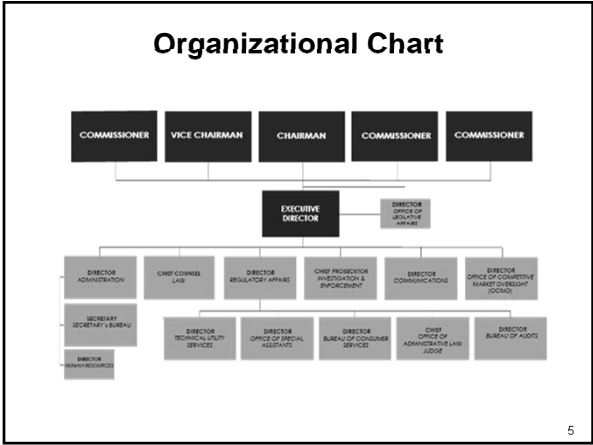 Organizational Chart
COMMISSIONER
VICE CHAIRMAN
CHAIRMAN
COMMISSIONER
COMMISSIONER
EXECUTIVE
DIRECTOR
DIRECTOR
OFFICE OF
LEGILATIVE
AFFAIRS
DIRECTOR
ADMINISTRATION
CHIEF COUNSEL
LAW
DIRECTOR
REGULATORY AFFAIRS
CHIEF PROSECUTOR
INVESTIGATION &
ENFORCEMENT
DIRECTOR
COMMUNICATIONS
DIRECTOR
OFFICE OF COMPETITIVE
MARKET OVERSIGHT
(OCMO)
SECRETARY
SECRETARY's BUREAU
DIRECTOR
TECHNICAL UTILITY
SERVICES
DIRECTOR
OFFICE OF SPECIAL
ASSISTANTS
DIRECTOR
BUREAU OF CONSUMER
SERVICES
CHIEF
OFFICE OF
ADMINISTRATIVE LAW
JUDGE
DIRECTOR
BUREAU OF AUDITS
DIRECTOR
HUMAN RESOURCES
5